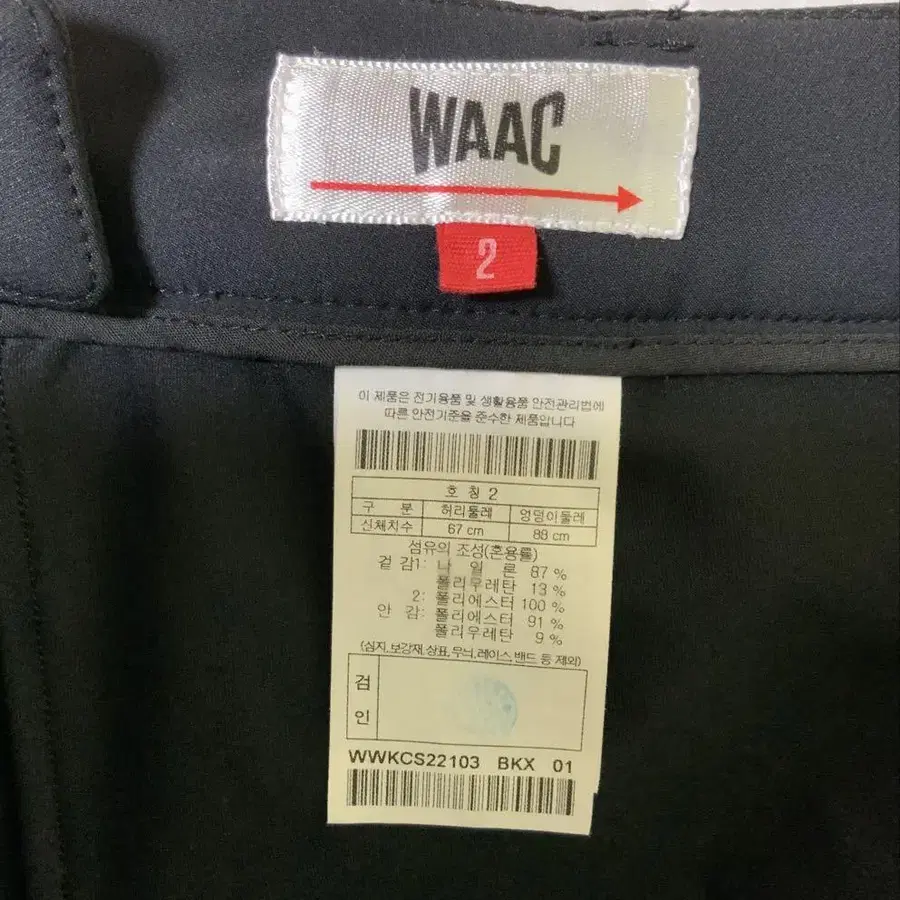 WAAC
2
이 제품은 전기용품 및 생활용품 안전관리법에
따른 안전기준을 준수한 제품입니다
호 칭 2
구 분 허리둘레 엉덩이둘레
신체치수 67 cm 88 cm
섬유의 조성(혼용률)
겉 감1: 나 일 론 87 %
폴리우레탄 13 %
2: 폴리에스터 100 %
안 감: 폴리에스터 91 %
폴리우레탄 9 %
(심지,보강재,상표,무늬,레이스,밴드 등 제외)
검
인
WWKCS22103 BKX 01